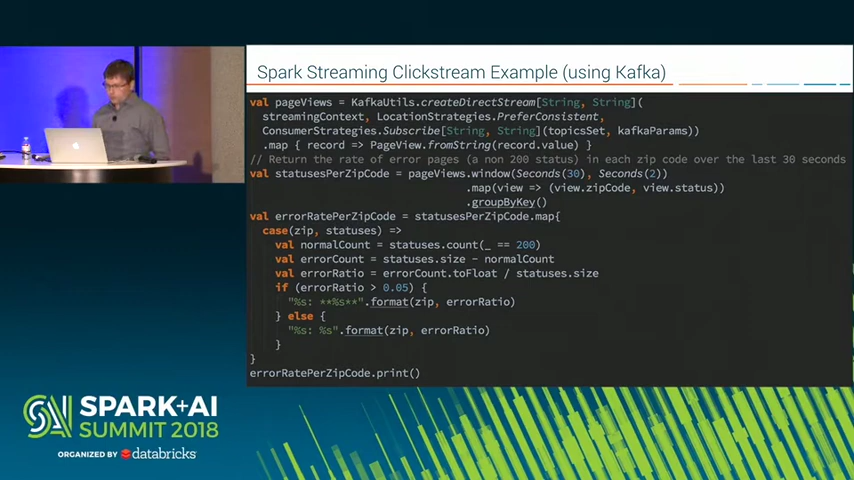 Spark Streaming Clickstream Example (using Kafka)
val pageViews = KafkaUtils.createDirectStream[String, String](
streamingContext, LocationStrategies.PreferConsistent,
ConsumerStrategies.Subscribe[String, String](topicsSet, kafkaParams))
.map { record => PageView.fromString(record.value) }
// Return the rate of error pages (a non 200 status) in each zip code over the last 30 seconds
val statusesPerZipCode = pageViews.window(Seconds(30), Seconds(2))
.map(view => (view.zipCode, view.status))
.groupByKey()
val errorRatePerZipCode = statusesPerZipCode.map{
case(zip, statuses) =>
val normalCount = statuses.count(_ == 200)
val errorCount = statuses.size - normalCount
val errorRatio = errorCount.toFloat / statuses.size
if (errorRatio > 0.05) {
"%s: **%s**".format(zip, errorRatio)
} else {
"%s: %s".format(zip, errorRatio)
}
}
errorRatePerZipCode.print()
SAI
SPARK+AI
SUMMIT 2018
ORGANIZED BY databricks